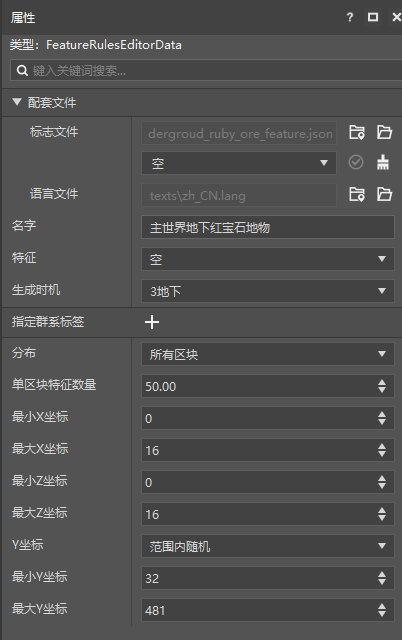 属性
类型：FeatureRulesEditorData
键入关键词搜索...
配套文件
标志文件 dergroud_ruby_ore_feature.json
空
语言文件 texts\zh_CN.lang
名字 主世界地下红宝石地物
特征 空
生成时机 3地下
指定群系标签
分布 所有区块
单区块特征数量 50.00
最小X坐标 0
最大X坐标 16
最小Z坐标 0
最大Z坐标 16
Y坐标 范围内随机
最小Y坐标 32
最大Y坐标 481